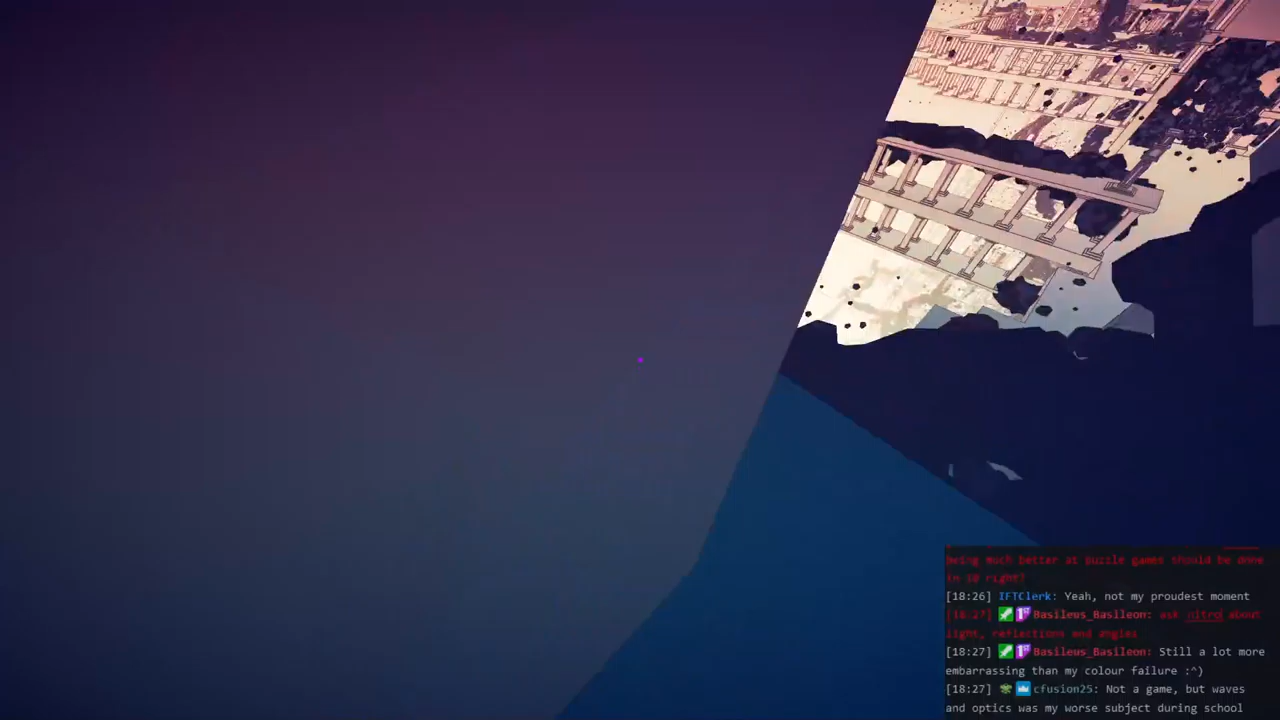 being much better at puzzle games should be done
in 10 right?
[18:26] IFTClerk: Yeah, not my proudest moment
[18:27] Basileus_Basileon: ask nitro about
light, reflections and angles
[18:27] Basileus_Basileon: Still a lot more
embarrassing than my colour failure :^)
[18:27] cfusion25: Not a game, but waves
and optics was my worse subject during school